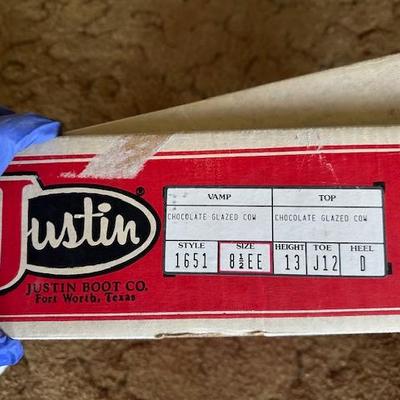 Justin®
JUSTIN BOOT CO.
Fort Worth, Texas
VAMP TOP
CHOCOLATE GLAZED COW CHOCOLATE GLAZED COW
STYLE SIZE HEIGHT TOE HEEL
1651 8½EE 13 J12 D